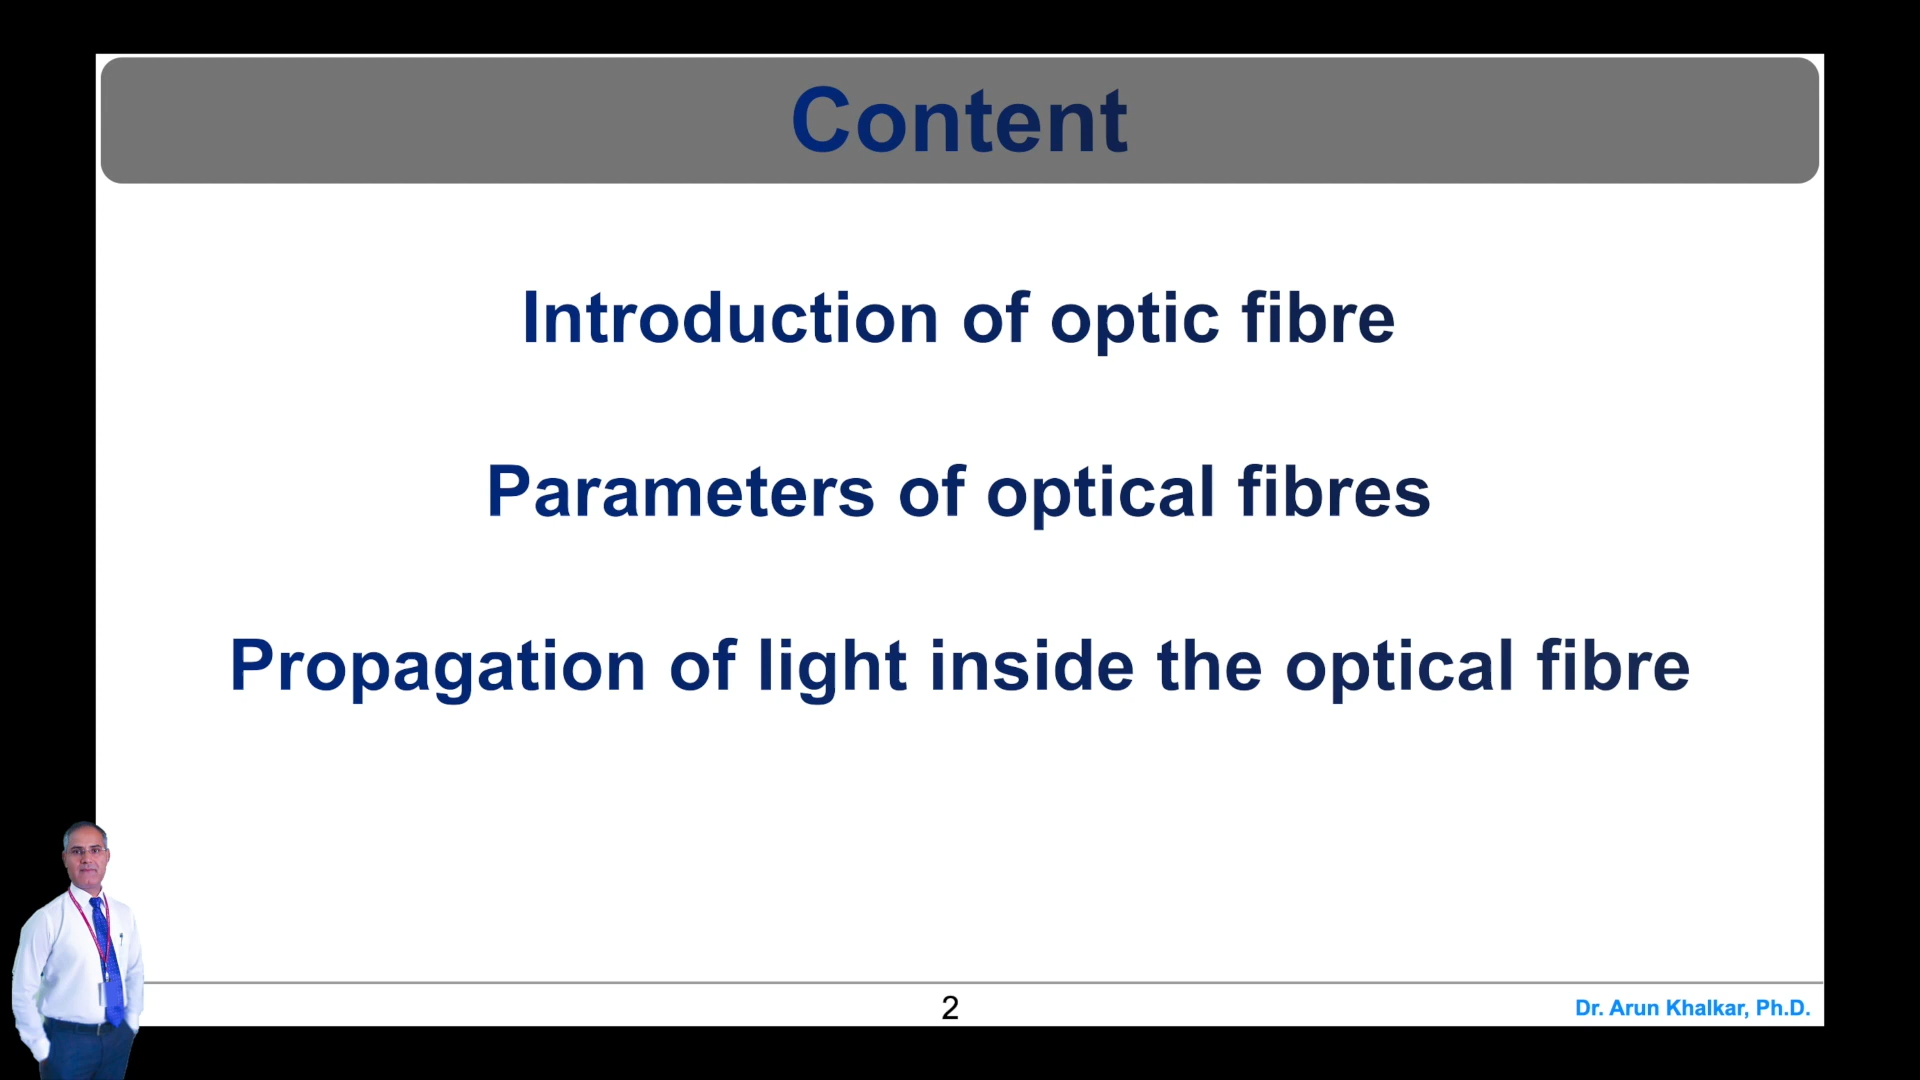 Content
Introduction of optic fibre
Parameters of optical fibres
Propagation of light inside the optical fibre
2
Dr. Arun Khalkar, Ph.D.